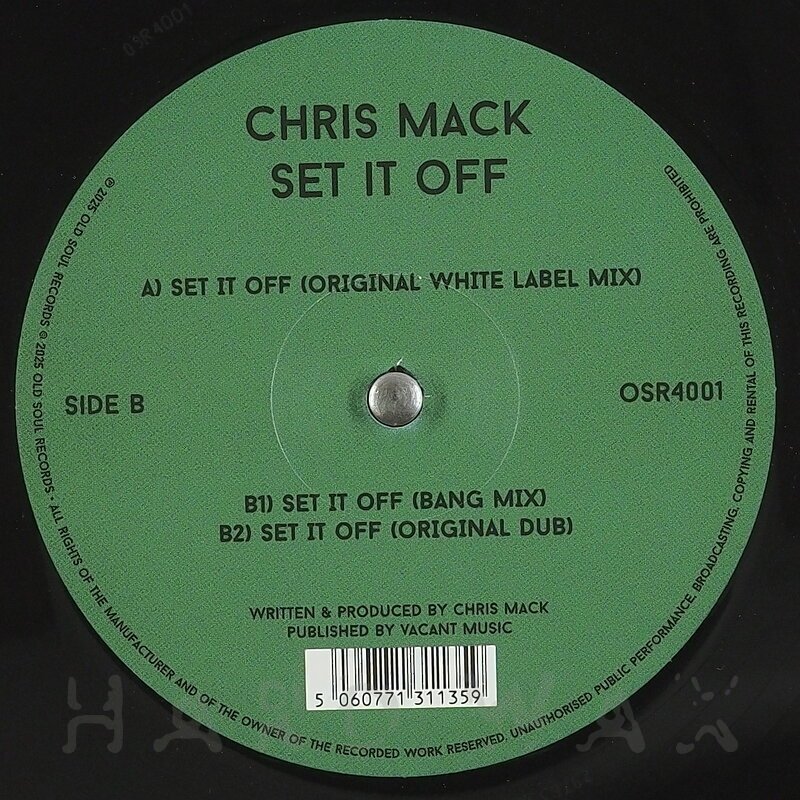 OSR4001
CHRIS MACK
SET IT OFF
A) SET IT OFF (ORIGINAL WHITE LABEL MIX)
SIDE B
OSR4001
B1) SET IT OFF (BANG MIX)
B2) SET IT OFF (ORIGINAL DUB)
WRITTEN & PRODUCED BY CHRIS MACK
PUBLISHED BY VACANT MUSIC
5 060771 311359
℗ 2025 OLD SOUL RECORDS © 2025 OLD SOUL RECORDS - ALL RIGHTS OF THE MANUFACTURER AND OF THE OWNER OF THE RECORDED WORK RESERVED. UNAUTHORISED PUBLIC PERFORMANCE, BROADCASTING, COPYING AND RENTAL OF THIS RECORDING ARE PROHIBITED
HARD WAX